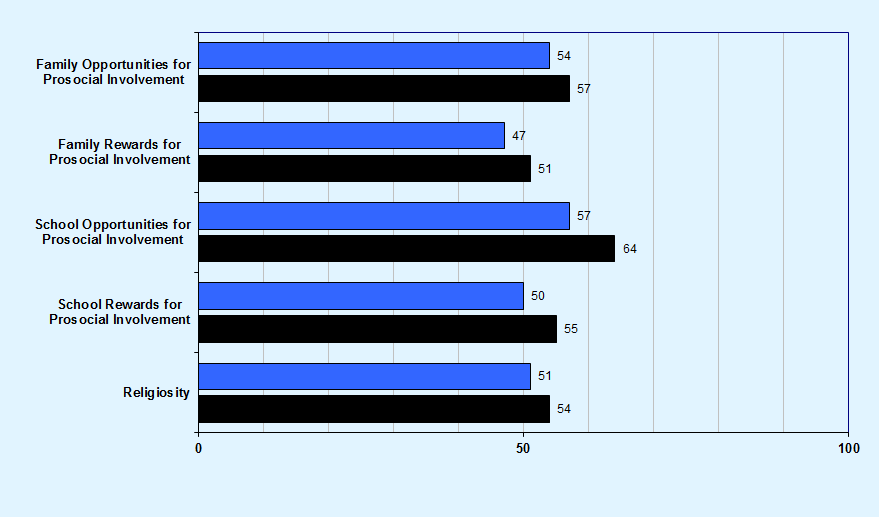 Family Opportunities for
Prosocial Involvement
54
57
Family Rewards for
Prosocial Involvement
47
51
School Opportunities for
Prosocial Involvement
57
64
School Rewards for
Prosocial Involvement
50
55
Religiosity
51
54
0 50 100